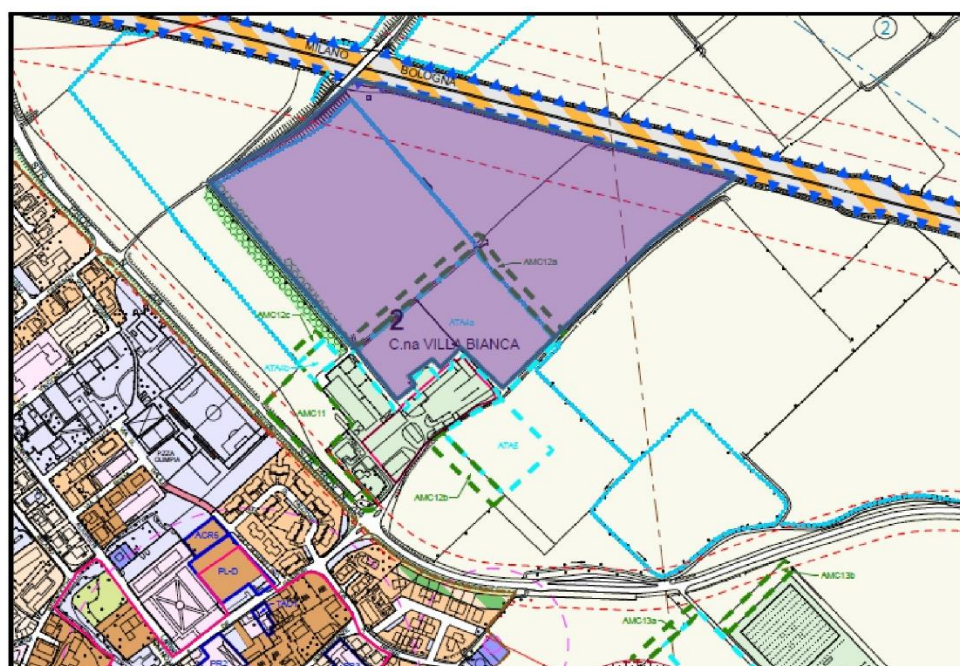 2
MILANO
BOLOGNA
AMC12a
2
ATA4a
C.na VILLA BIANCA
AMC12c
ATA4b
AMC11
ATA5
AMC12b
P.ZZA
OLIMPIA
ACR5
PL-D
AMC13b
AMC13a